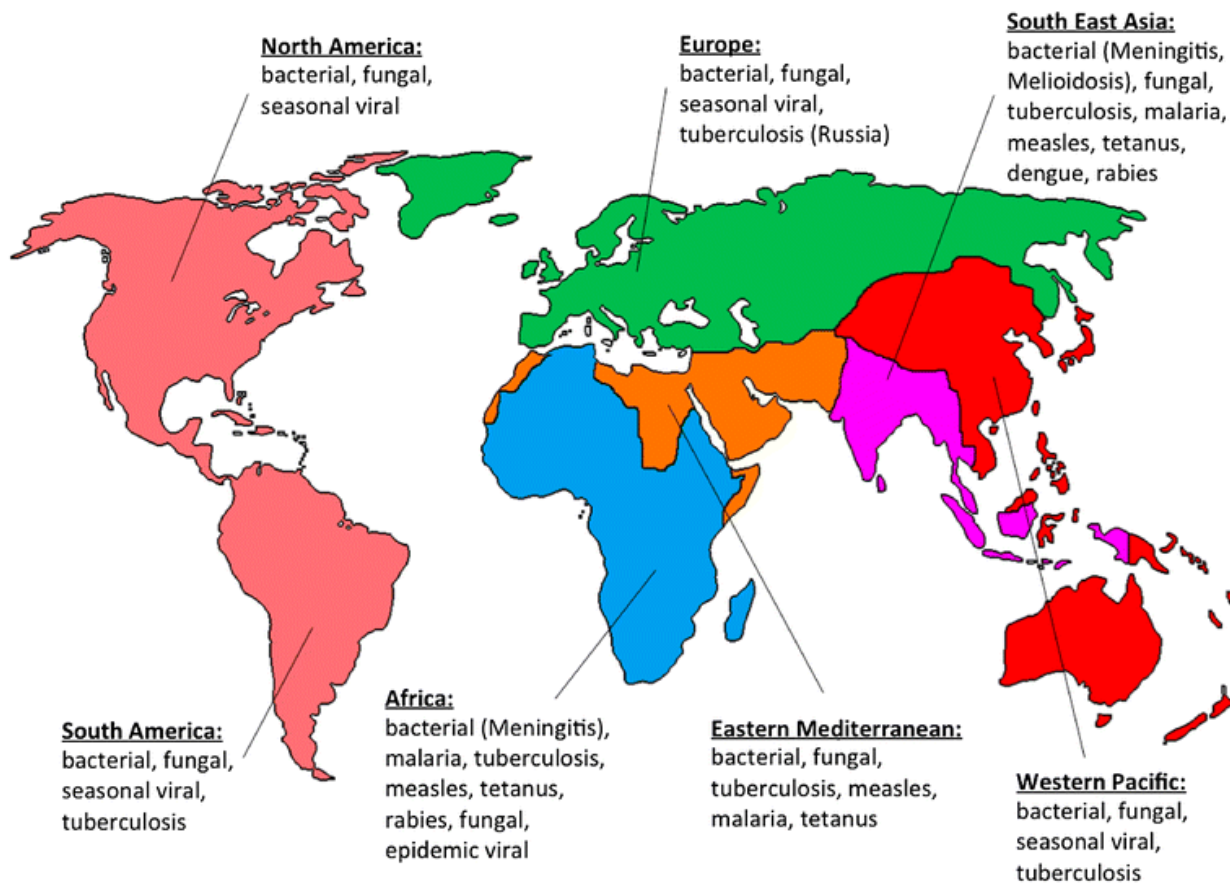 North America:
bacterial, fungal,
seasonal viral
Europe:
bacterial, fungal,
seasonal viral,
tuberculosis (Russia)
South East Asia:
bacterial (Meningitis,
Melioidosis), fungal,
tuberculosis, malaria,
measles, tetanus,
dengue, rabies
South America:
bacterial, fungal,
seasonal viral,
tuberculosis
Africa:
bacterial (Meningitis),
malaria, tuberculosis,
measles, tetanus,
rabies, fungal,
epidemic viral
Eastern Mediterranean:
bacterial, fungal,
tuberculosis, measles,
malaria, tetanus
Western Pacific:
bacterial, fungal,
seasonal viral,
tuberculosis